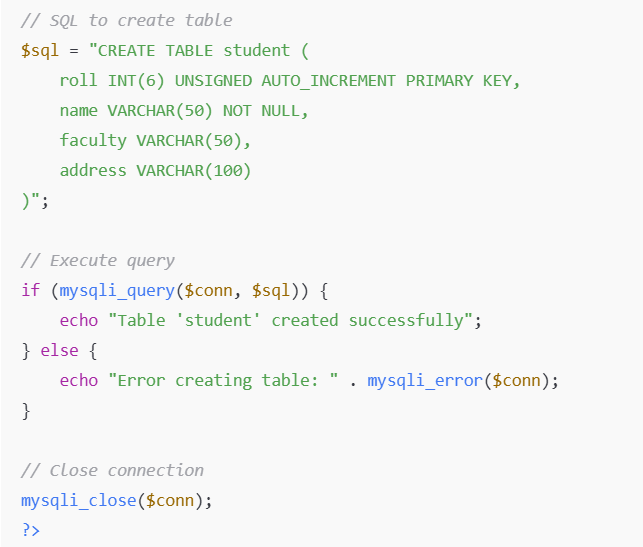 // SQL to create table
$sql = "CREATE TABLE student (
    roll INT(6) UNSIGNED AUTO_INCREMENT PRIMARY KEY,
    name VARCHAR(50) NOT NULL,
    faculty VARCHAR(50),
    address VARCHAR(100)
)";

// Execute query
if (mysqli_query($conn, $sql)) {
    echo "Table 'student' created successfully";
} else {
    echo "Error creating table: " . mysqli_error($conn);
}

// Close connection
mysqli_close($conn);
?>